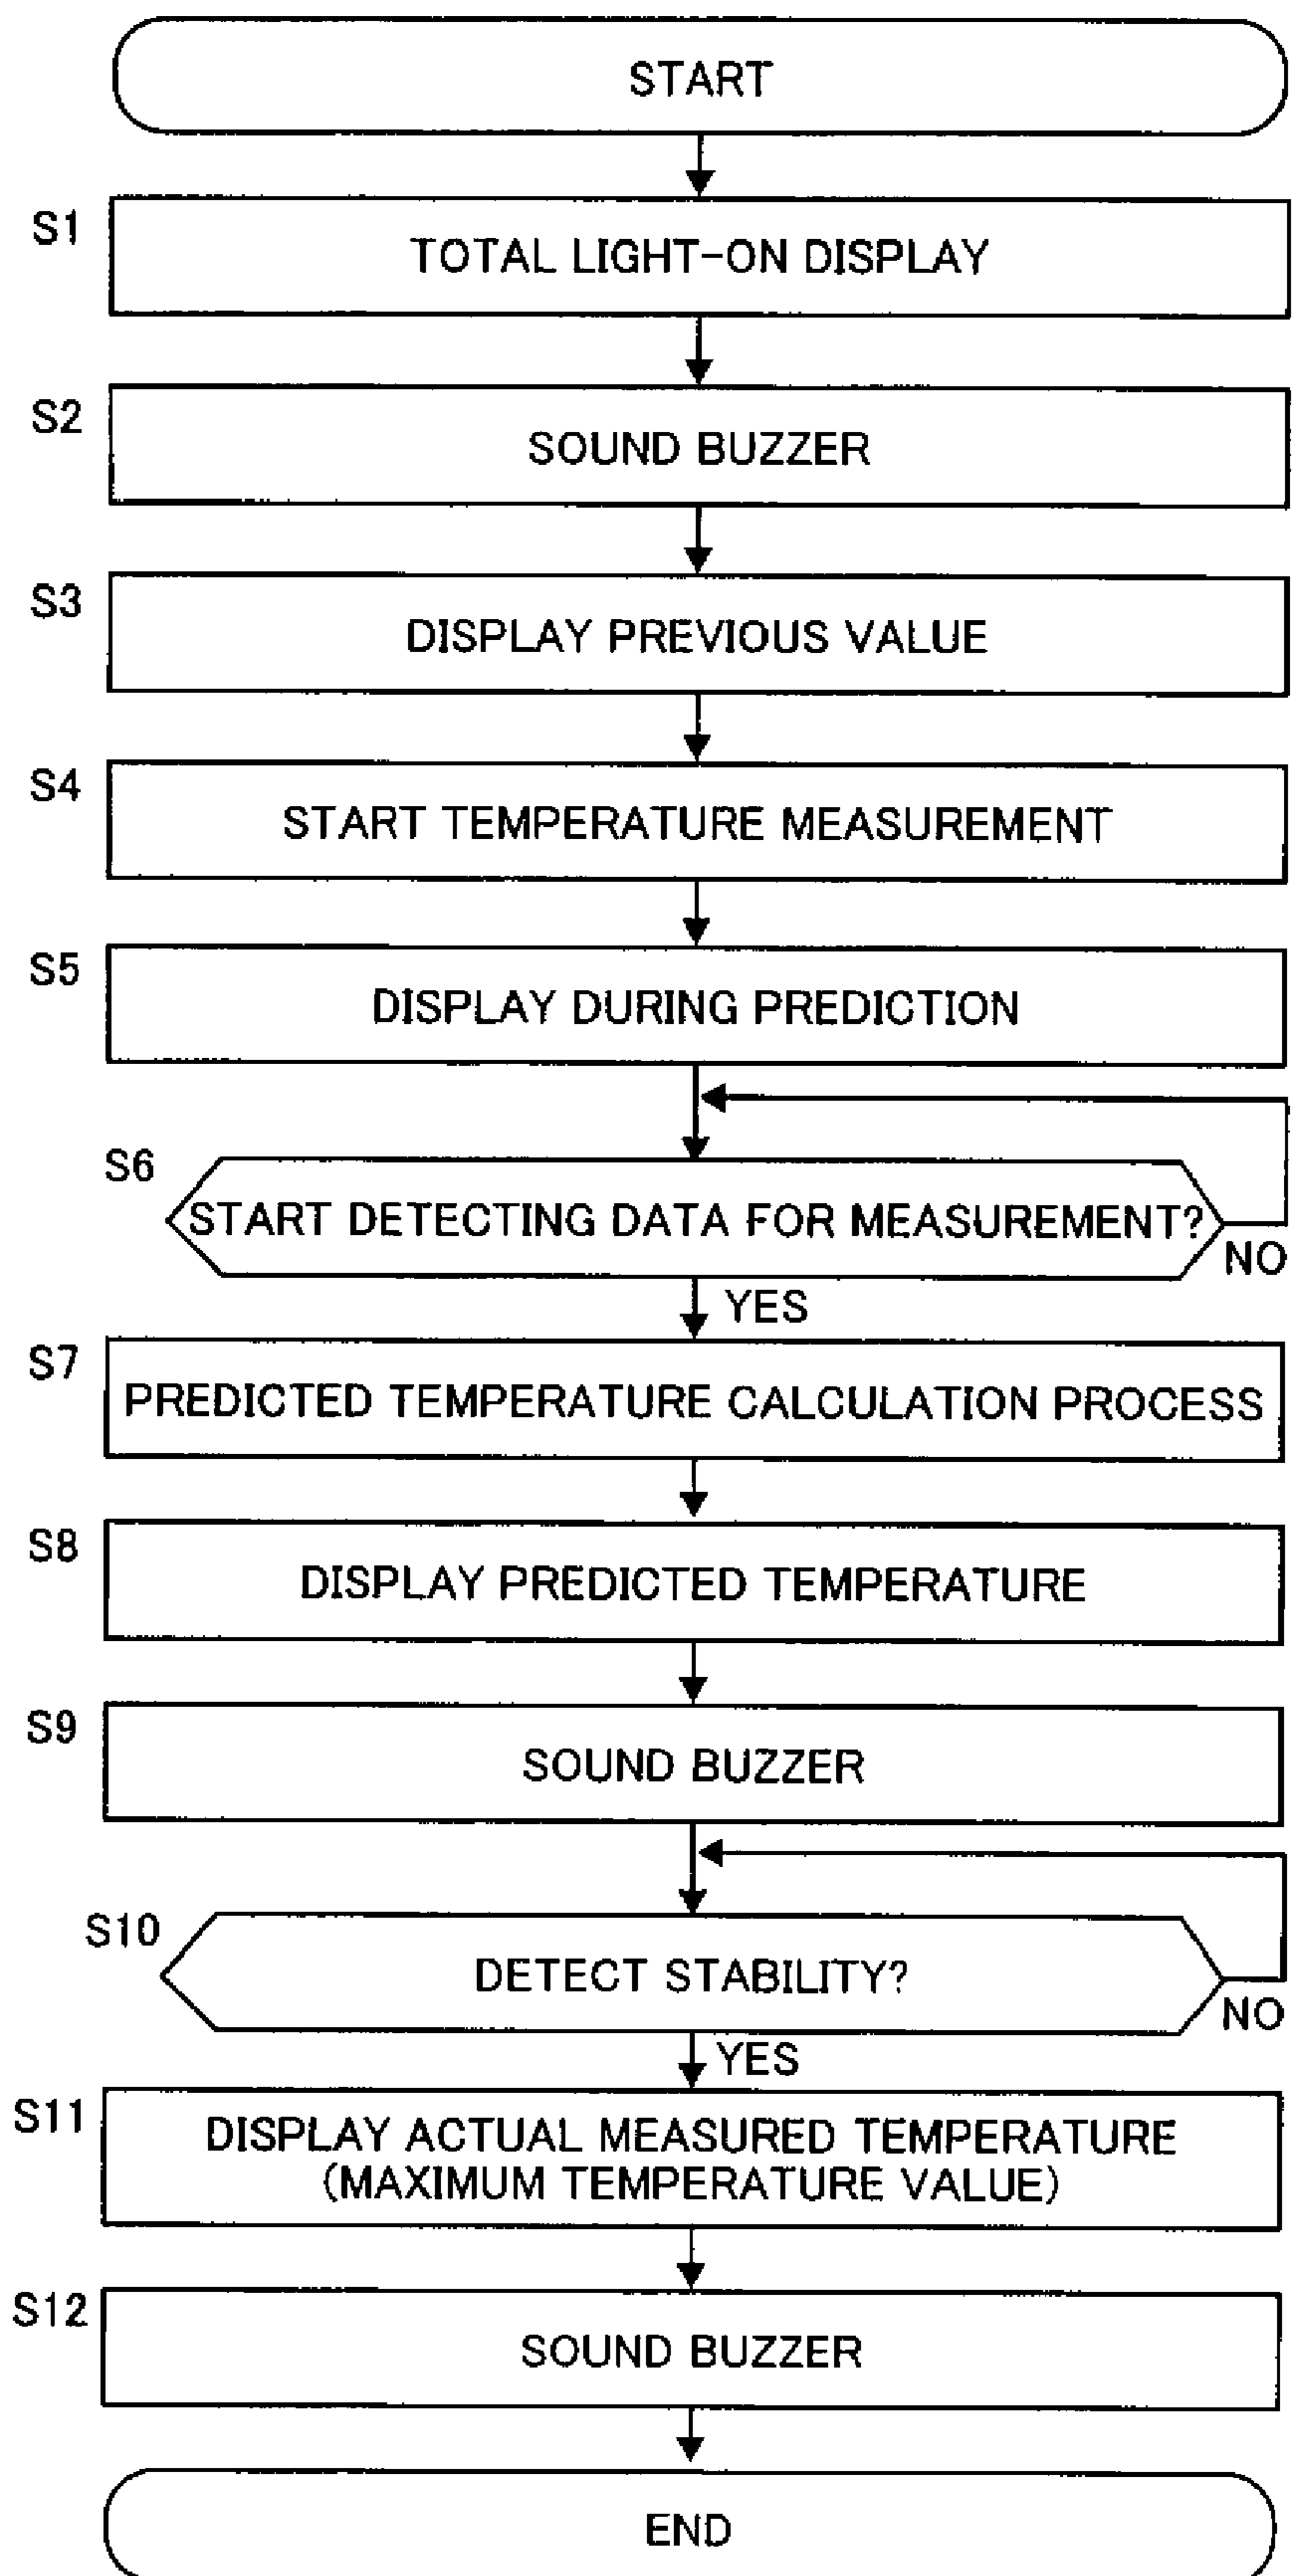 START
S1
TOTAL LIGHT-ON DISPLAY
S2
SOUND BUZZER
S3
DISPLAY PREVIOUS VALUE
S4
START TEMPERATURE MEASUREMENT
S5
DISPLAY DURING PREDICTION
S6
START DETECTING DATA FOR MEASUREMENT?
NO
YES
S7
PREDICTED TEMPERATURE CALCULATION PROCESS
S8
DISPLAY PREDICTED TEMPERATURE
S9
SOUND BUZZER
S10
DETECT STABILITY?
NO
YES
S11
DISPLAY ACTUAL MEASURED TEMPERATURE
(MAXIMUM TEMPERATURE VALUE)
S12
SOUND BUZZER
END